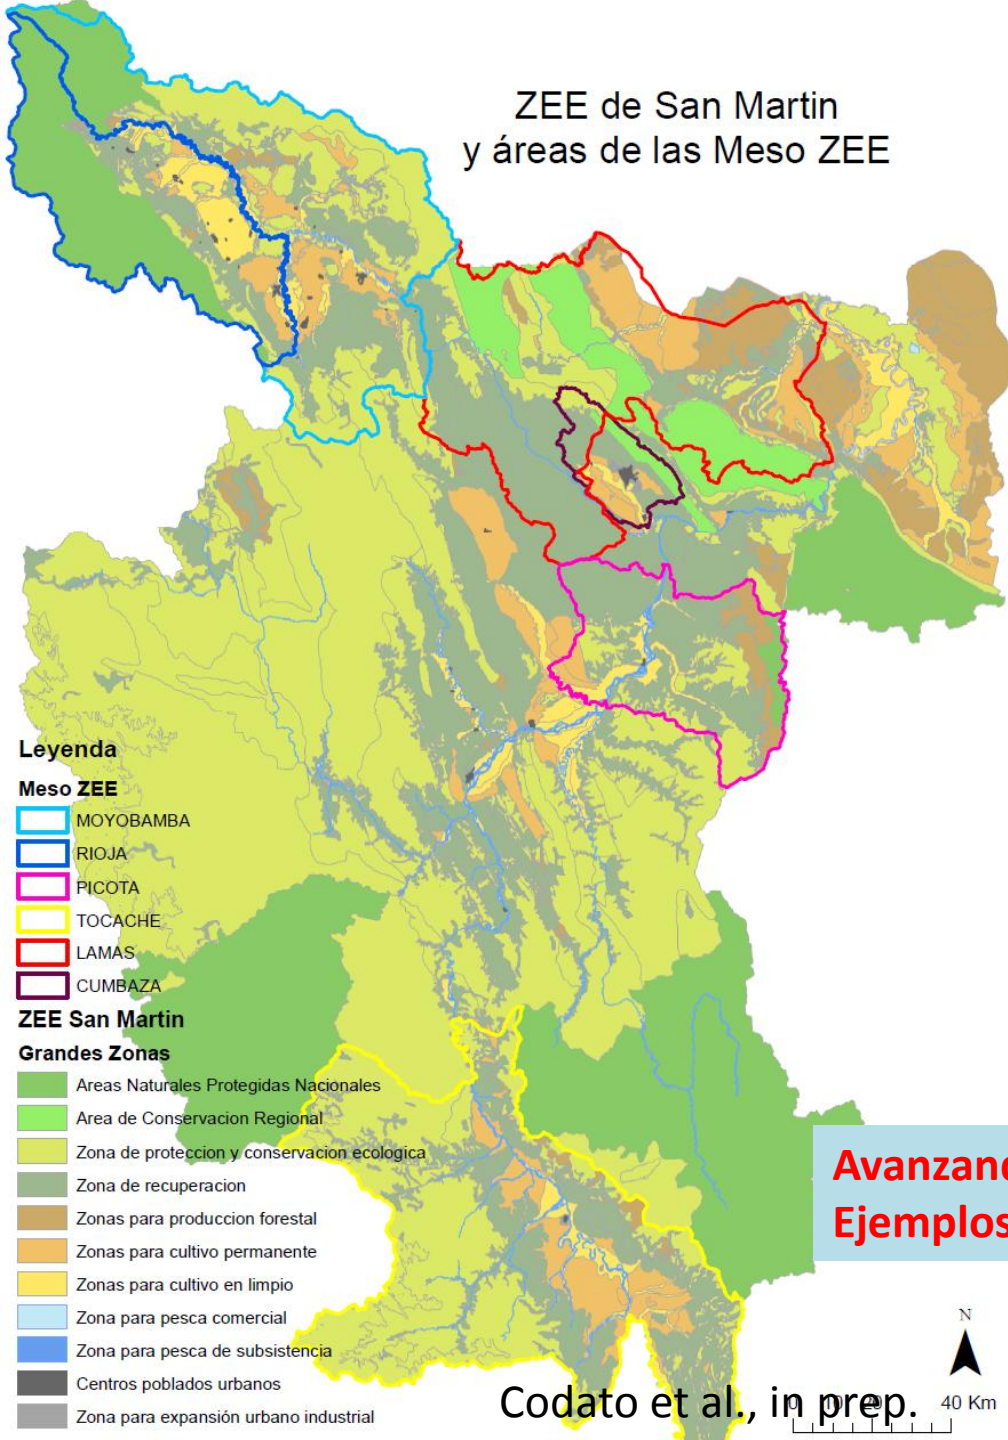 ZEE de San Martin
y áreas de las Meso ZEE
Leyenda
Meso ZEE
MOYOBAMBA
RIOJA
PICOTA
TOCACHE
LAMAS
CUMBAZA
ZEE San Martin
Grandes Zonas
Areas Naturales Protegidas Nacionales
Area de Conservacion Regional
Zona de proteccion y conservacion ecologica
Zona de recuperacion
Zonas para produccion forestal
Zonas para cultivo permanente
Zonas para cultivo en limpio
Zona para pesca comercial
Zona para pesca de subsistencia
Centros poblados urbanos
Zona para expansión urbano industrial
Ejemplos
N
Codato et al., in prep.
0 10 20 40 Km